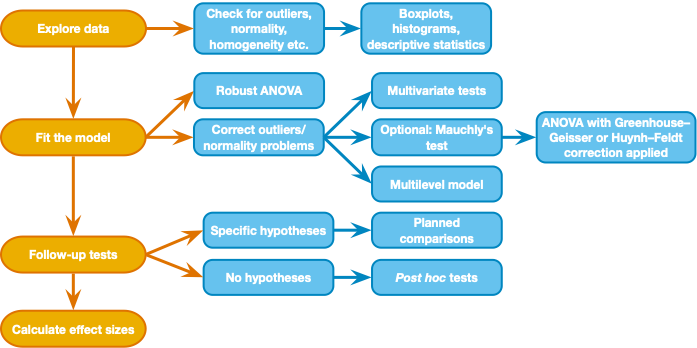 Explore data
Check for outliers,
normality,
homogeneity etc.
Boxplots,
histograms,
descriptive statistics
Robust ANOVA
Multivariate tests
Fit the model
Correct outliers/
normality problems
Optional: Mauchly's
test
ANOVA with Greenhouse–
Geisser or Huynh–Feldt
correction applied
Multilevel model
Follow-up tests
Specific hypotheses
Planned
comparisons
No hypotheses
Post hoc tests
Calculate effect sizes